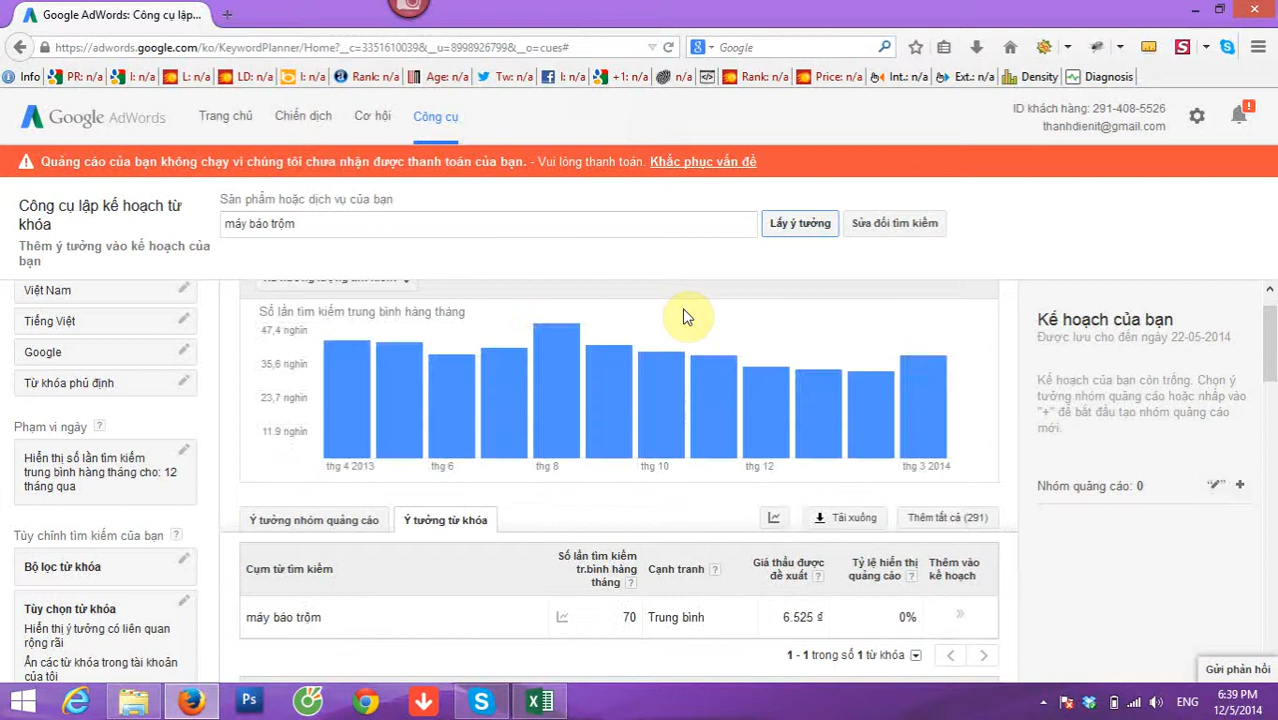 Google AdWords: Công cụ lập...
https://adwords.google.com/ko/KeywordPlanner/Home?__c=3351610039&__u=8998926799&__o=cues#
Google
Info
PR: n/a
I: n/a
L: n/a
LD: n/a
I: n/a
Rank: n/a
Age: n/a
Tw: n/a
I: n/a
+1: n/a
n/a
Rank: n/a
Price: n/a
Int.: n/a
Ext.: n/a
Density
Diagnosis
Google AdWords
Trang chủ
Chiến dịch
Cơ hội
Công cụ
ID khách hàng: 291-408-5526
thanhdienit@gmail.com
Quảng cáo của bạn không chạy vì chúng tôi chưa nhận được thanh toán của bạn. - Vui lòng thanh toán. Khắc phục vấn đề
Công cụ lập kế hoạch từ
khóa
Thêm ý tưởng vào kế hoạch của
bạn
Sản phẩm hoặc dịch vụ của bạn
máy báo trộm
Lấy ý tưởng
Sửa đổi tìm kiếm
Việt Nam
Tiếng Việt
Google
Từ khóa phủ định
Phạm vi ngày ?
Hiển thị số lần tìm kiếm
trung bình hàng tháng cho: 12
tháng qua
Tùy chỉnh tìm kiếm của bạn ?
Bộ lọc từ khóa
Tùy chọn từ khóa
Hiển thị ý tưởng có liên quan
rộng rãi
Ẩn các từ khóa trong tài khoản
của tôi
Số lần tìm kiếm trung bình hàng tháng
47,4 nghìn
35,6 nghìn
23,7 nghìn
11.9 nghìn
thg 4 2013
thg 6
thg 8
thg 10
thg 12
thg 3 2014
Ý tưởng nhóm quảng cáo
Ý tưởng từ khóa
Tải xuống
Thêm tất cả (291)
Cụm từ tìm kiếm
Số lần tìm kiếm
tr.bình hàng
tháng ?
Cạnh tranh ?
Giá thầu được
đề xuất ?
Tỷ lệ hiển thị
quảng cáo ?
Thêm vào
kế hoạch
máy báo trộm
70
Trung bình
6.525 ₫
0%
»
1 - 1 trong số 1 từ khóa
Kế hoạch của bạn
Được lưu cho đến ngày 22-05-2014
Kế hoạch của bạn còn trống. Chọn ý
tưởng nhóm quảng cáo hoặc nhấp vào
"+" để bắt đầu tạo nhóm quảng cáo
mới.
Nhóm quảng cáo: 0
Gửi phản hồi
Ps
ENG
6:39 PM
12/5/2014